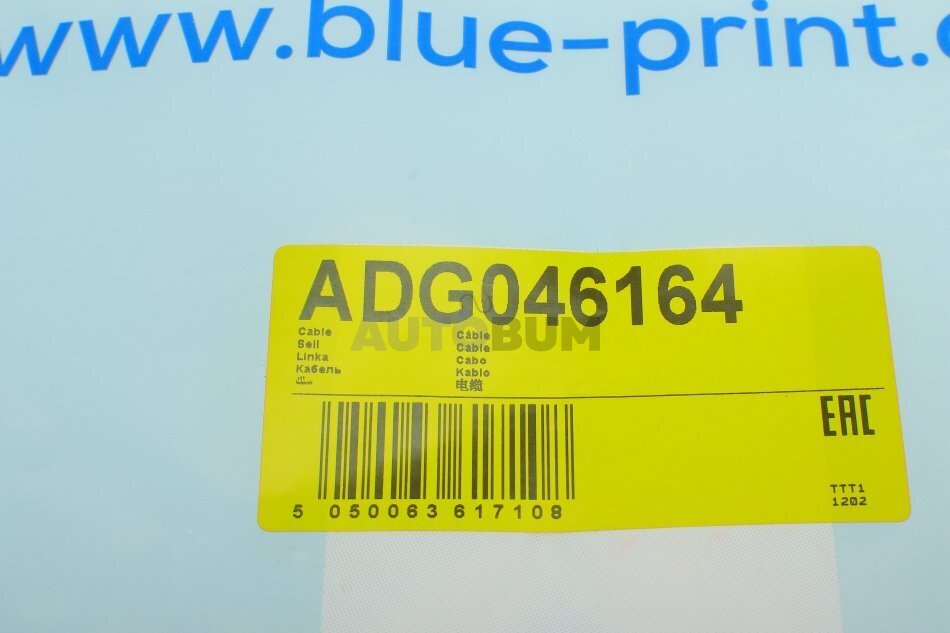 www.blue-print.
ADG046164
AUTOBUM
Cable
Seil
Linka
Кабель
Câble
Cable
Cabo
Kablo
电缆
EAC
5 050063 617108
TTT1
1202